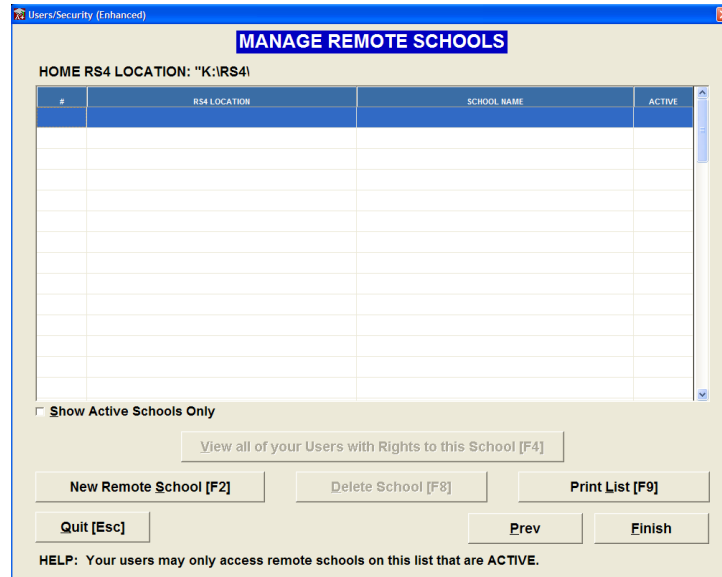 Users/Security (Enhanced)
MANAGE REMOTE SCHOOLS
HOME RS4 LOCATION: "K:\RS4\
# RS4 LOCATION SCHOOL NAME ACTIVE
Show Active Schools Only
View all of your Users with Rights to this School [F4]
New Remote School [F2] Delete School [F8] Print List [F9]
Quit [Esc] Prev Finish
HELP: Your users may only access remote schools on this list that are ACTIVE.